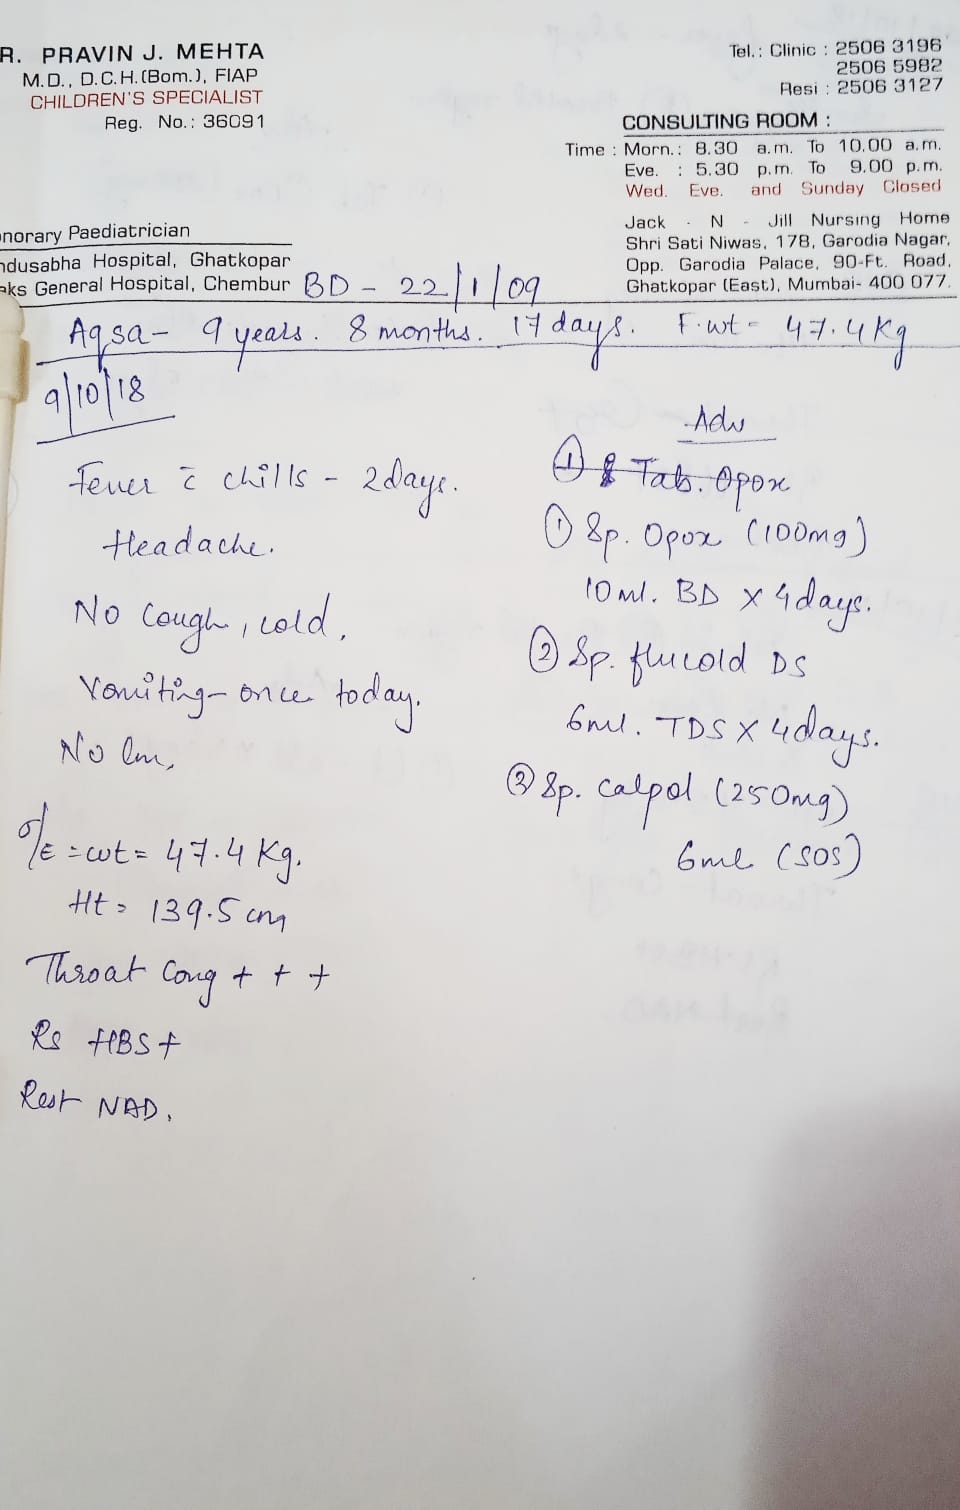 R. PRAVIN J. MEHTA
M.D., D.C.H.(Bom.), FIAP
CHILDREN'S SPECIALIST
Reg. No.: 36091
Tel.: Clinic : 2506 3196
2506 5982
Resi : 2506 3127
CONSULTING ROOM :
Time : Morn.: 8.30 a.m. To 10.00 a.m.
Eve. : 5.30 p.m. To 9.00 p.m.
Wed. Eve. and Sunday Closed
Jack - N - Jill Nursing Home
Shri Sati Niwas, 178, Garodia Nagar,
Opp. Garodia Palace, 90-Ft. Road,
Ghatkopar (East), Mumbai- 400 077.
onorary Paediatrician
ndusabha Hospital, Ghatkopar
aks General Hospital, Chembur
BD - 22/1/09
Aqsa - 9 years. 8 months. 17 days. F.wt = 47.4 Kg
9/10/18
Fever c̄ chills - 2 days.
Headache.
No Cough, cold,
Vomiting - once today.
No lm,
O/E = wt = 47.4 Kg.
Ht = 139.5 cm
Throat Cong + + +
Rs HBS +
Rest NAD.
Adv
① Tab. Opox
① Sp. Opox (100mg)
10 ml. BD x 4 days.
② Sp. flucold DS
6ml. TDS x 4 days.
③ Sp. Calpol (250mg)
6ml (SOS)